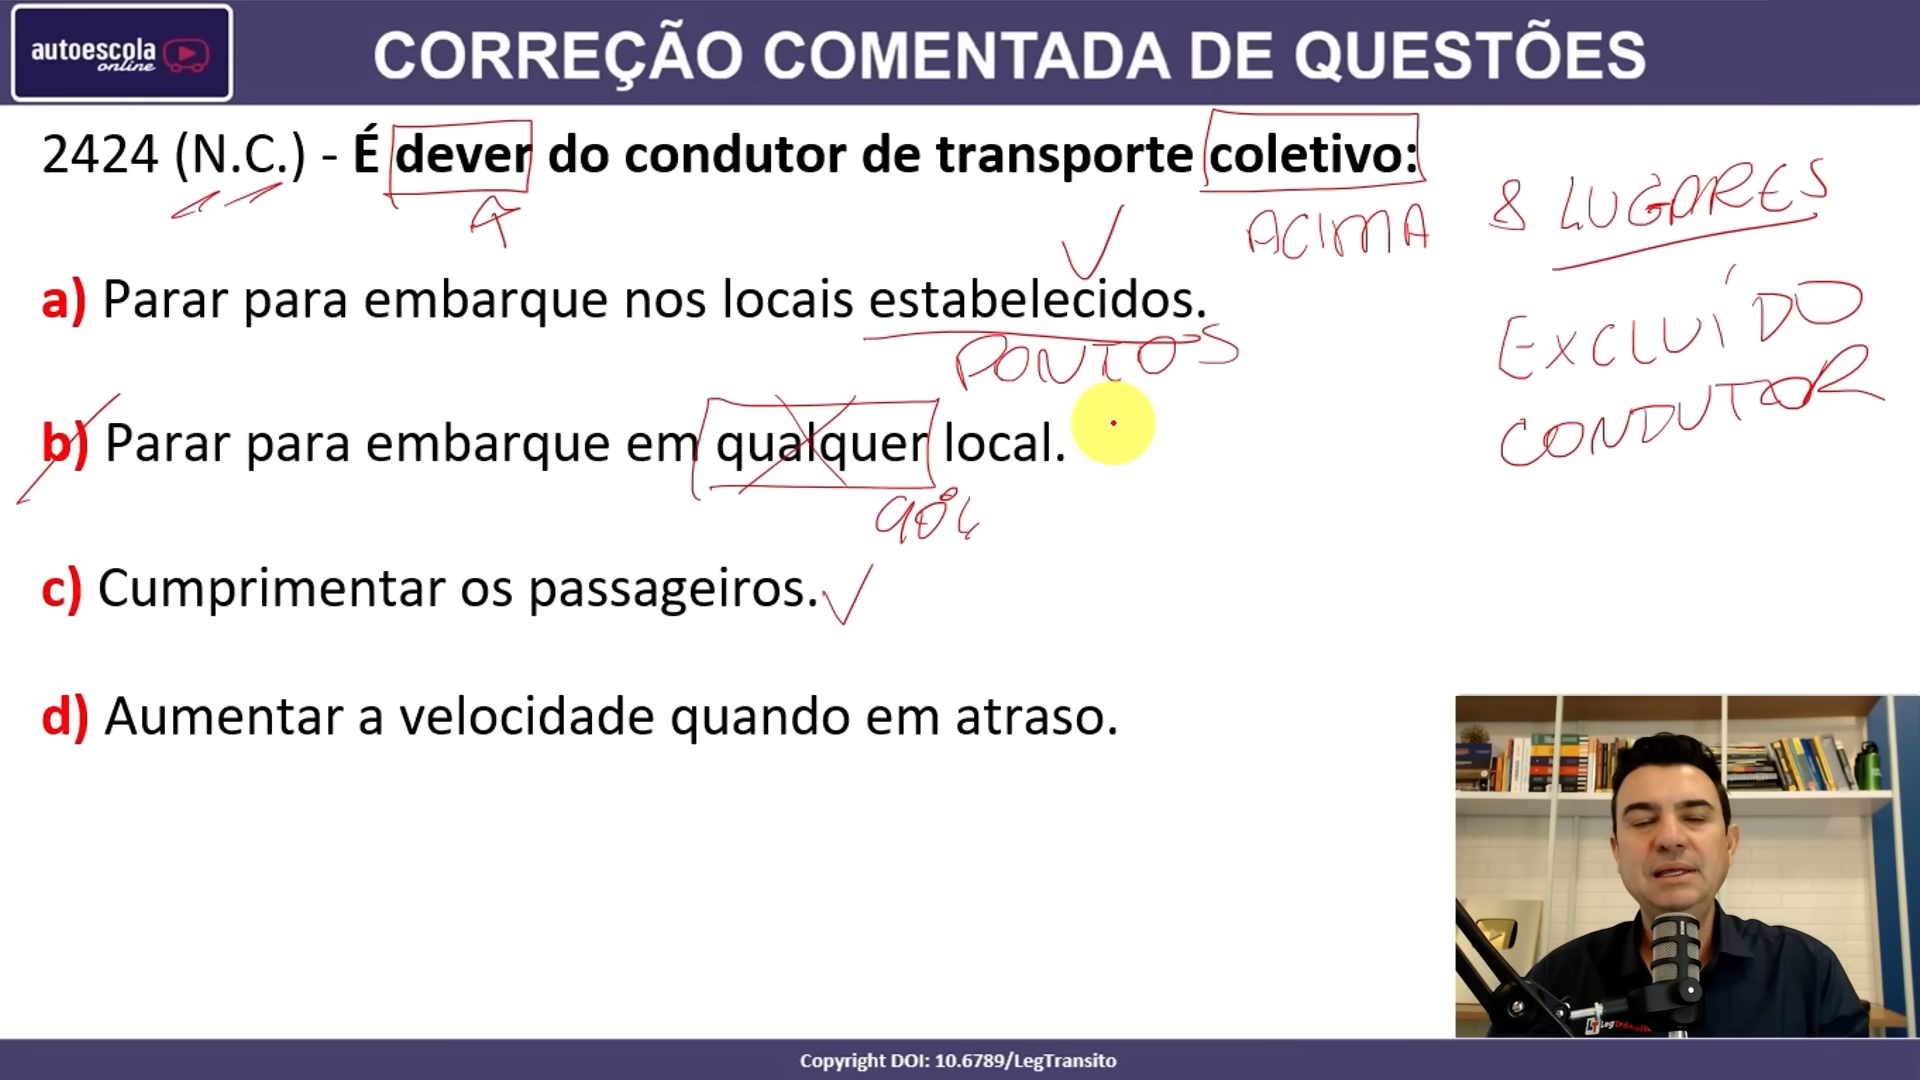 autoescola
online
CORREÇÃO COMENTADA DE QUESTÕES
2424 (N.C.) - É dever do condutor de transporte coletivo:
ACIMA 8 LUGARES
EXCLUÍDO
CONDUTOR
a) Parar para embarque nos locais estabelecidos.
PONTOS
b) Parar para embarque em qualquer local.
90%
c) Cumprimentar os passageiros.
d) Aumentar a velocidade quando em atraso.
LegTransito
Copyright DOI: 10.6789/LegTransito